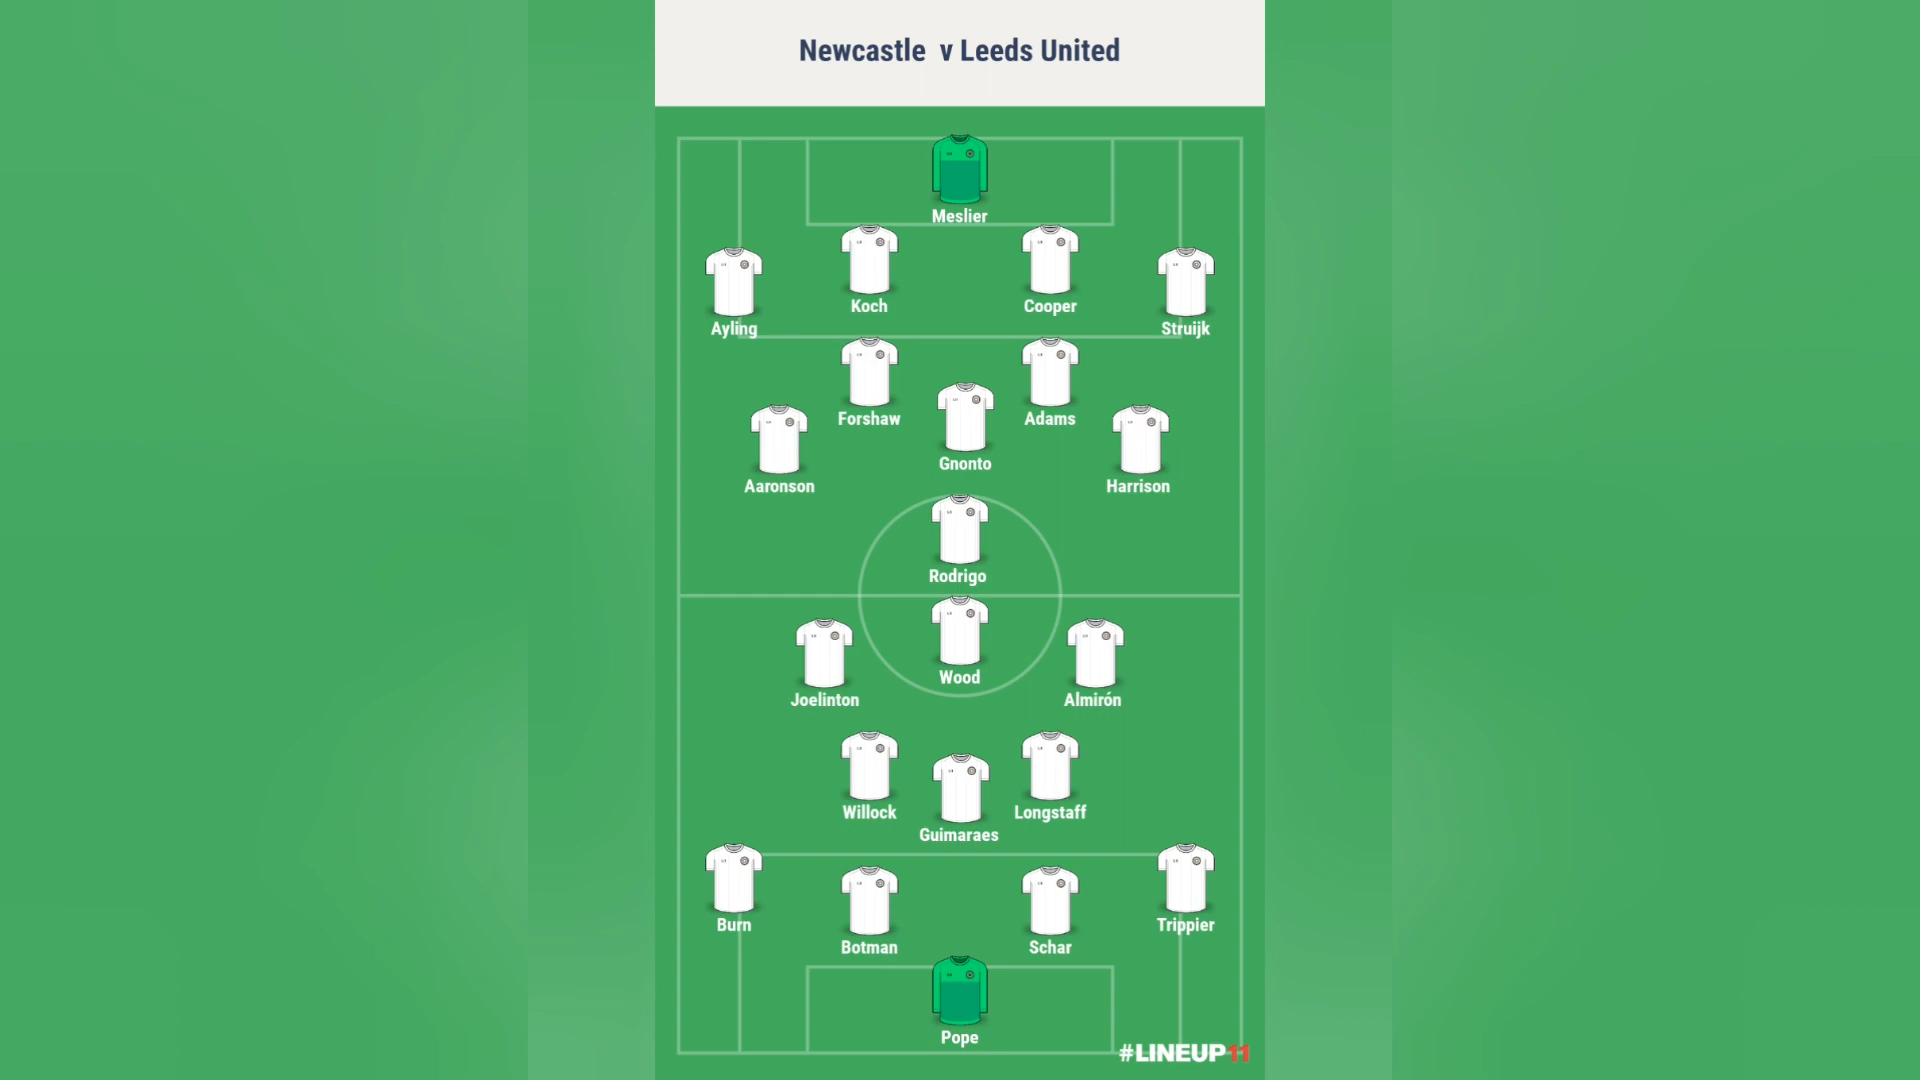 Newcastle v Leeds United
Meslier
Koch
Cooper
Ayling
Struijk
Forshaw
Adams
Gnonto
Aaronson
Harrison
Rodrigo
Wood
Joelinton
Almirón
Willock
Longstaff
Guimaraes
Burn
Trippier
Botman
Schar
Pope
#LINEUP11